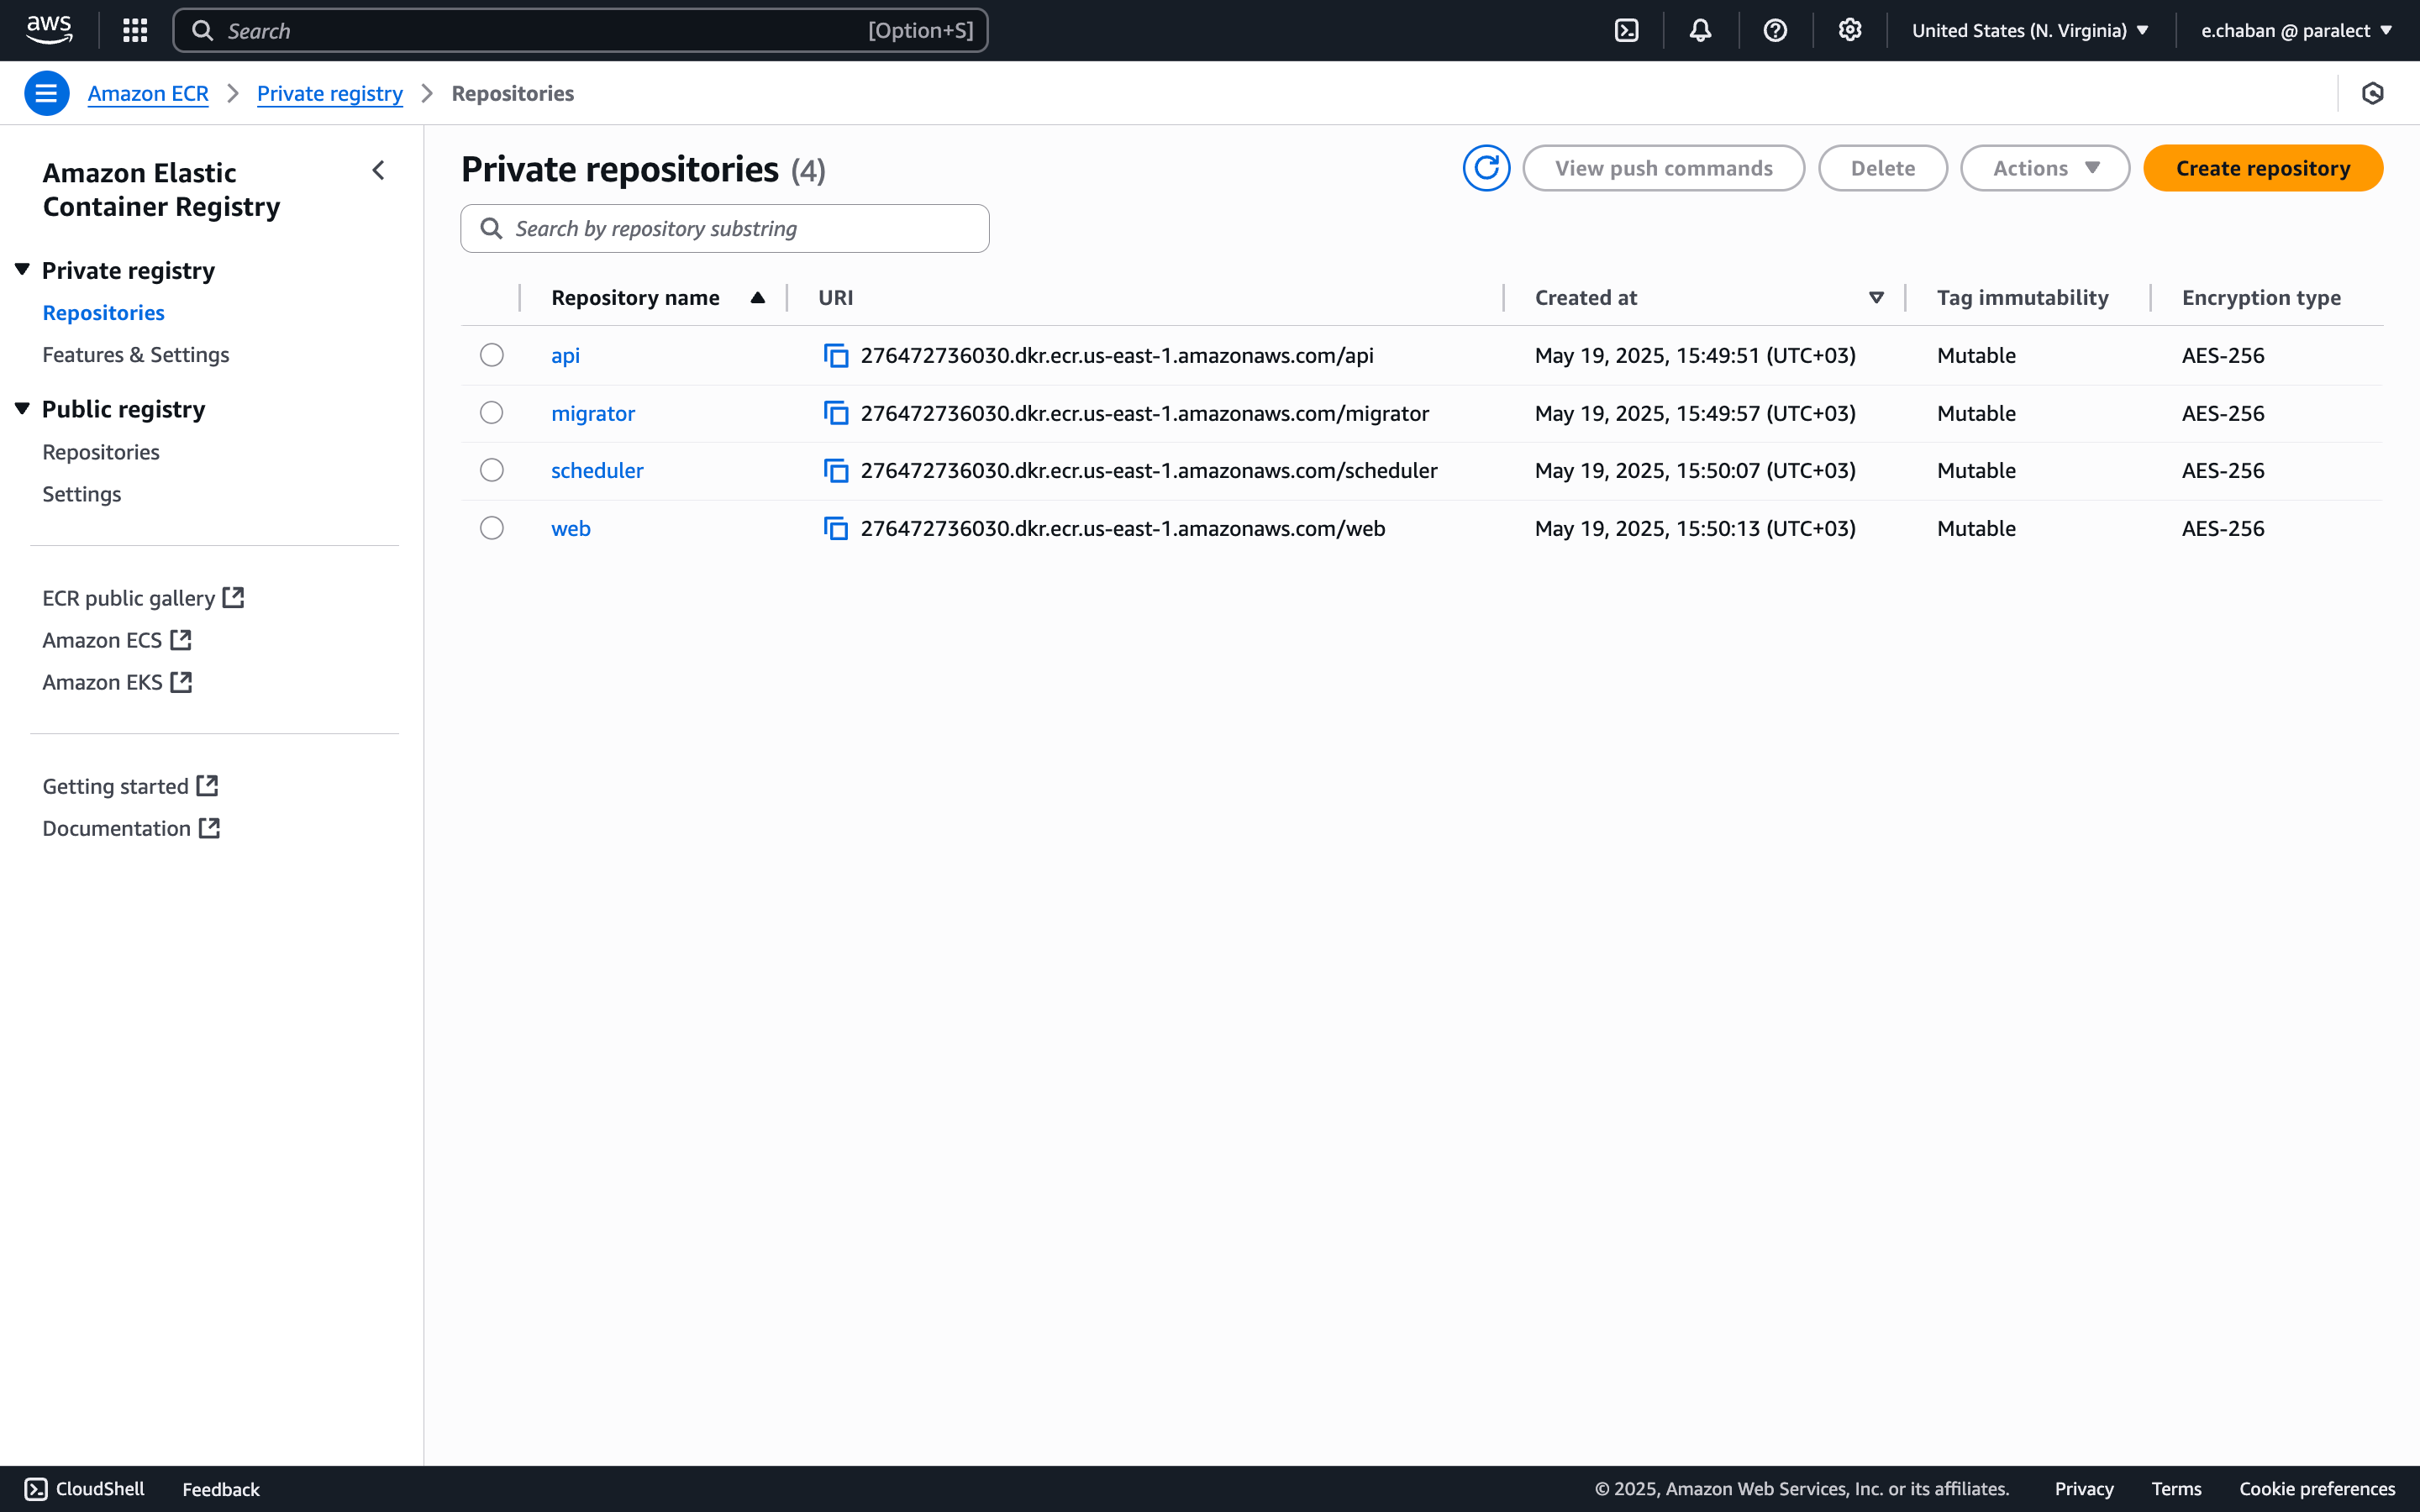 aws
Search [Option+S]
United States (N. Virginia)
e.chaban @ paralect
Amazon ECR
Private registry
Repositories
Amazon Elastic
Container Registry
Private registry
Repositories
Features & Settings
Public registry
Repositories
Settings
ECR public gallery
Amazon ECS
Amazon EKS
Getting started
Documentation
Private repositories (4)
View push commands
Delete
Actions
Create repository
Search by repository substring
Repository name URI Created at Tag immutability Encryption type
api 276472736030.dkr.ecr.us-east-1.amazonaws.com/api May 19, 2025, 15:49:51 (UTC+03) Mutable AES-256
migrator 276472736030.dkr.ecr.us-east-1.amazonaws.com/migrator May 19, 2025, 15:49:57 (UTC+03) Mutable AES-256
scheduler 276472736030.dkr.ecr.us-east-1.amazonaws.com/scheduler May 19, 2025, 15:50:07 (UTC+03) Mutable AES-256
web 276472736030.dkr.ecr.us-east-1.amazonaws.com/web May 19, 2025, 15:50:13 (UTC+03) Mutable AES-256
CloudShell
Feedback
© 2025, Amazon Web Services, Inc. or its affiliates.
Privacy
Terms
Cookie preferences